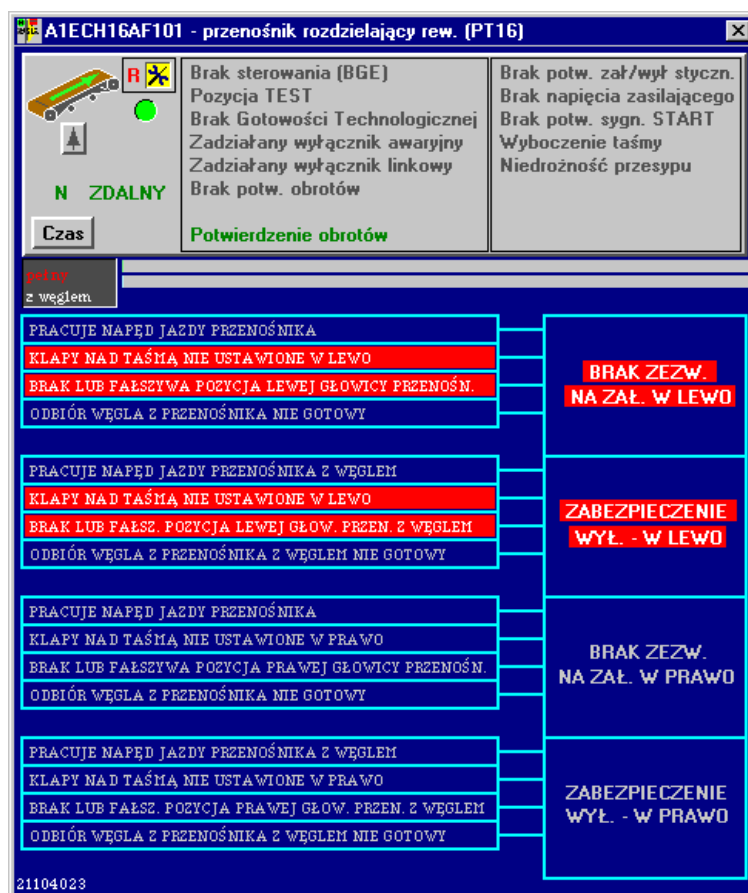 A1ECH16AF101 - przenośnik rozdzielający rew. (PT16)
R
N ZDALNY
Czas
Brak sterowania (BGE)
Pozycja TEST
Brak Gotowości Technologicznej
Zadziałany wyłącznik awaryjny
Zadziałany wyłącznik linkowy
Brak potw. obrotów
Potwierdzenie obrotów
Brak potw. zał/wył styczn.
Brak napięcia zasilającego
Brak potw. sygn. START
Wyboczenie taśmy
Niedrożność przesypu
pełny
z węglem
PRACUJE NAPĘD JAZDY PRZENOŚNIKA
KLAPY NAD TAŚMĄ NIE USTAWIONE W LEWO
BRAK LUB FAŁSZYWA POZYCJA LEWEJ GŁOWICY PRZENOŚN.
ODBIÓR WĘGLA Z PRZENOŚNIKA NIE GOTOWY
BRAK ZEZW.
NA ZAŁ. W LEWO
PRACUJE NAPĘD JAZDY PRZENOŚNIKA Z WĘGLEM
KLAPY NAD TAŚMĄ NIE USTAWIONE W LEWO
BRAK LUB FAŁSZ. POZYCJA LEWEJ GŁOW. PRZEN. Z WĘGLEM
ODBIÓR WĘGLA Z PRZENOŚNIKA Z WĘGLEM NIE GOTOWY
ZABEZPIECZENIE
WYŁ. - W LEWO
PRACUJE NAPĘD JAZDY PRZENOŚNIKA
KLAPY NAD TAŚMĄ NIE USTAWIONE W PRAWO
BRAK LUB FAŁSZYWA POZYCJA PRAWEJ GŁOWICY PRZENOŚN.
ODBIÓR WĘGLA Z PRZENOŚNIKA NIE GOTOWY
BRAK ZEZW.
NA ZAŁ. W PRAWO
PRACUJE NAPĘD JAZDY PRZENOŚNIKA Z WĘGLEM
KLAPY NAD TAŚMĄ NIE USTAWIONE W PRAWO
BRAK LUB FAŁSZ. POZYCJA PRAWEJ GŁOW. PRZEN. Z WĘGLEM
ODBIÓR WĘGLA Z PRZENOŚNIKA Z WĘGLEM NIE GOTOWY
ZABEZPIECZENIE
WYŁ. - W PRAWO
21104023